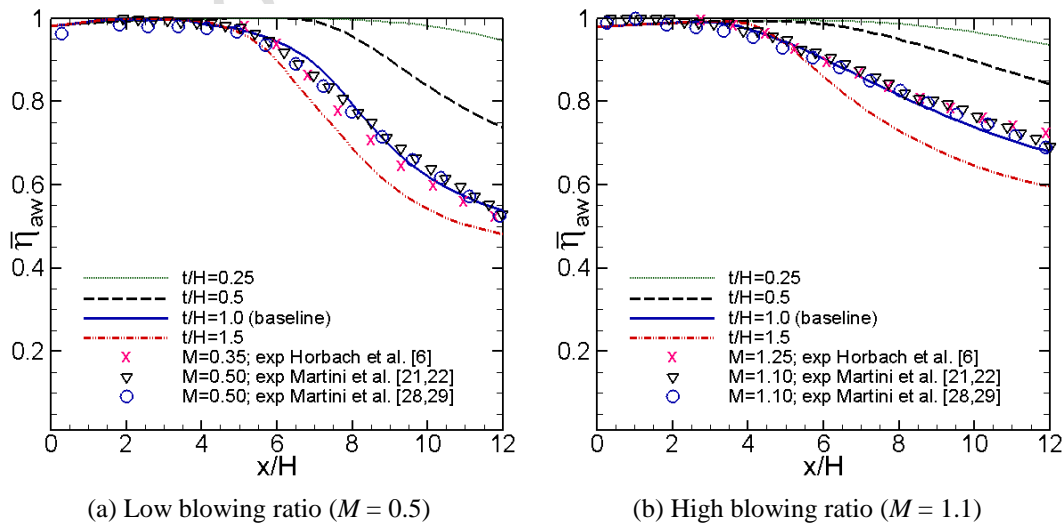 1
0.8
0.6
0.4
0.2
η̄aw
t/H=0.25
t/H=0.5
t/H=1.0 (baseline)
t/H=1.5
M=0.35; exp Horbach et al. [6]
M=0.50; exp Martini et al. [21,22]
M=0.50; exp Martini et al. [28,29]
0 2 4 6 8 10 12
x/H
(a) Low blowing ratio (M = 0.5)
1
0.8
0.6
0.4
0.2
η̄aw
t/H=0.25
t/H=0.5
t/H=1.0 (baseline)
t/H=1.5
M=1.25; exp Horbach et al. [6]
M=1.10; exp Martini et al. [21,22]
M=1.10; exp Martini et al. [28,29]
0 2 4 6 8 10 12
x/H
(b) High blowing ratio (M = 1.1)